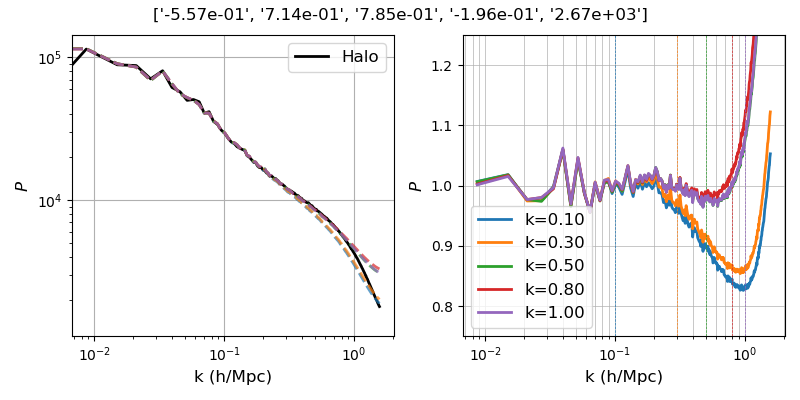 ['-5.57e-01', '7.14e-01', '7.85e-01', '-1.96e-01', '2.67e+03']
Halo
10^5
10^4
P
10^-2
10^-1
10^0
k (h/Mpc)
1.2
1.1
1.0
0.9
0.8
P
k=0.10
k=0.30
k=0.50
k=0.80
k=1.00
10^-2
10^-1
10^0
k (h/Mpc)